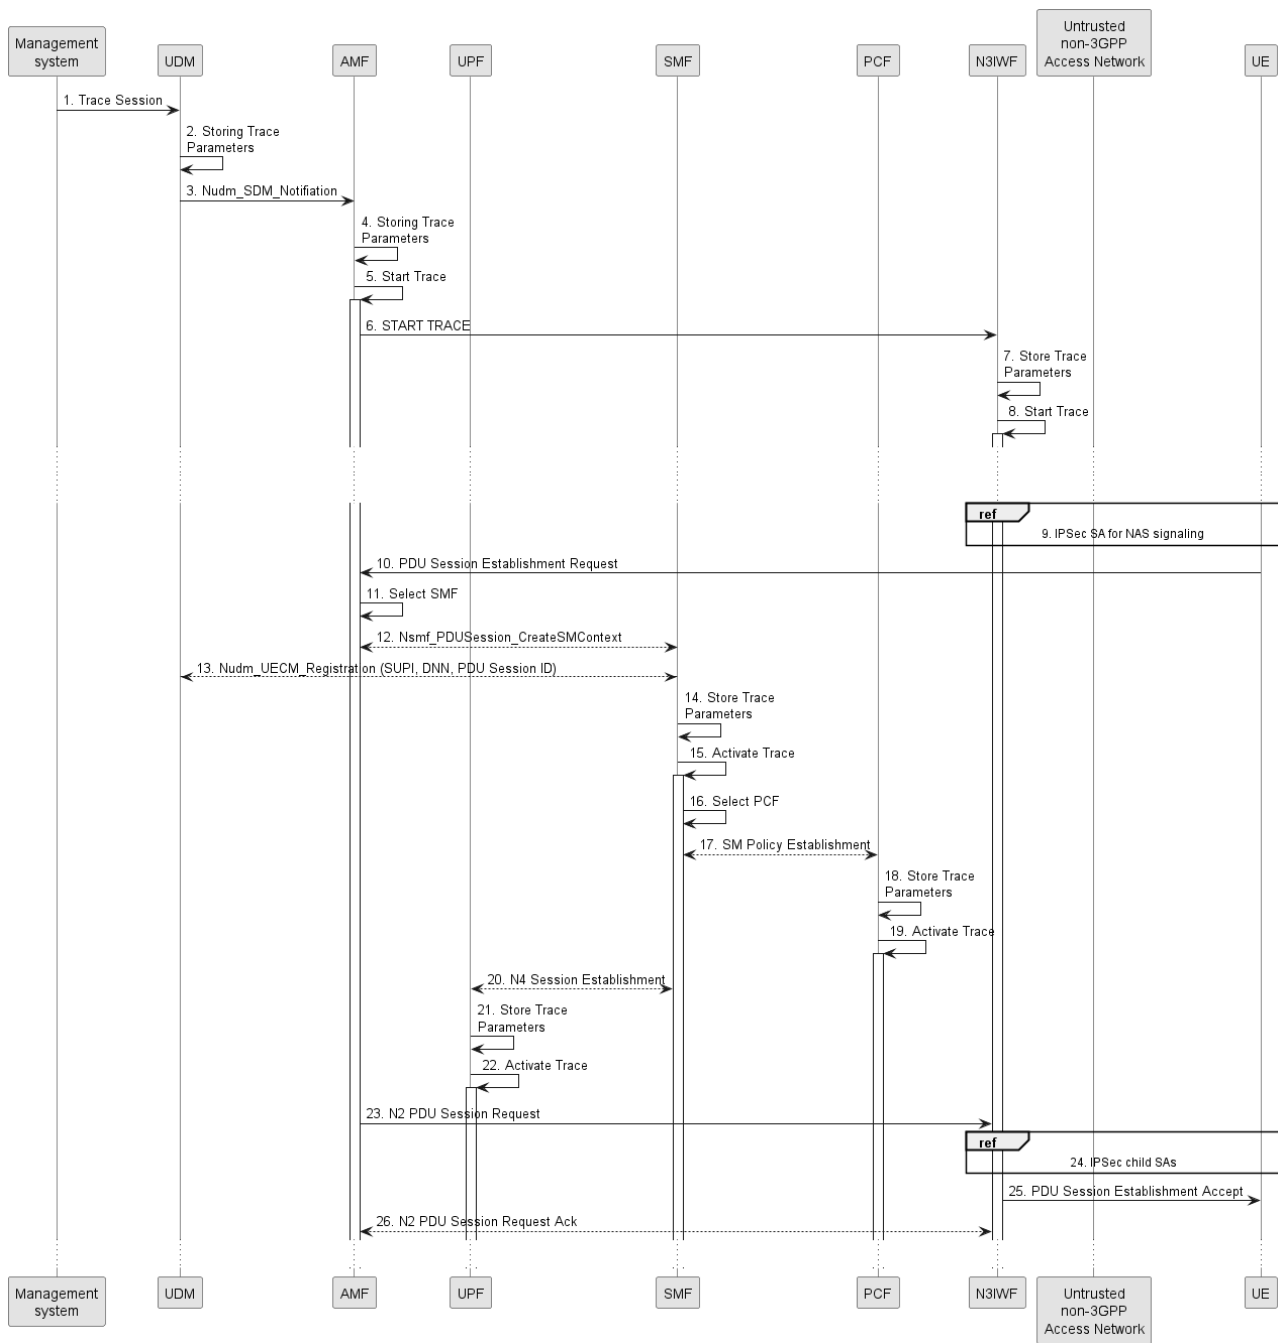 Untrusted
non-3GPP
Access Network
Management
system
UDM
AMF
UPF
SMF
PCF
N3IWF
UE
1. Trace Session
2. Storing Trace
Parameters
3. Nudm_SDM_Notifiation
4. Storing Trace
Parameters
5. Start Trace
6. START TRACE
7. Store Trace
Parameters
8. Start Trace
ref
9. IPSec SA for NAS signaling
10. PDU Session Establishment Request
11. Select SMF
12. Nsmf_PDUSession_CreateSMContext
13. Nudm_UECM_Registration (SUPI, DNN, PDU Session ID)
14. Store Trace
Parameters
15. Activate Trace
16. Select PCF
17. SM Policy Establishment
18. Store Trace
Parameters
19. Activate Trace
20. N4 Session Establishment
21. Store Trace
Parameters
22. Activate Trace
23. N2 PDU Session Request
ref
24. IPSec child SAs
25. PDU Session Establishment Accept
26. N2 PDU Session Request Ack
Management
system
UDM
AMF
UPF
SMF
PCF
N3IWF
Untrusted
non-3GPP
Access Network
UE